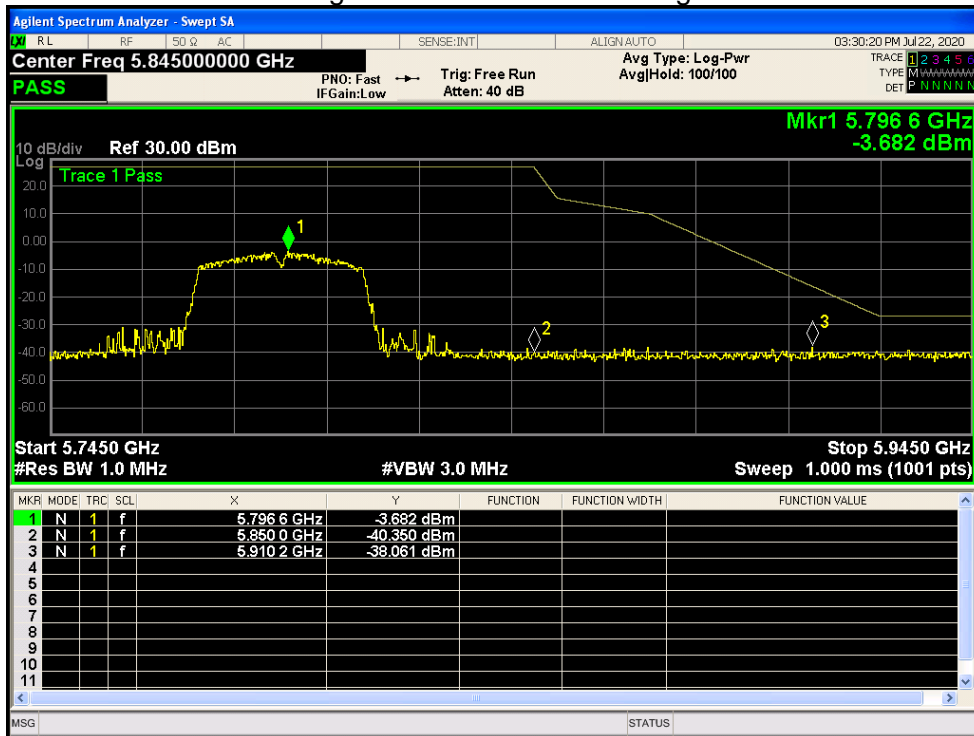 Agilent Spectrum Analyzer - Swept SA
LXI RL RF 50 Ω AC SENSE:INT ALIGN AUTO 03:30:20 PM Jul 22, 2020
Center Freq 5.845000000 GHz
PASS
PNO: Fast
IFGain:Low
Trig: Free Run
Atten: 40 dB
Avg Type: Log-Pwr
Avg|Hold: 100/100
TRACE 1 2 3 4 5 6
TYPE M
DET P N N N N N
Mkr1 5.796 6 GHz
-3.682 dBm
10 dB/div Ref 30.00 dBm
Log
Trace 1 Pass
20.0
10.0
0.00
-10.0
-20.0
-30.0
-40.0
-50.0
-60.0
1
2
3
Start 5.7450 GHz Stop 5.9450 GHz
#Res BW 1.0 MHz #VBW 3.0 MHz Sweep 1.000 ms (1001 pts)
MKR MODE TRC SCL X Y FUNCTION FUNCTION WIDTH FUNCTION VALUE
1 N 1 f 5.796 6 GHz -3.682 dBm
2 N 1 f 5.850 0 GHz -40.350 dBm
3 N 1 f 5.910 2 GHz -38.061 dBm
4
5
6
7
8
9
10
11
MSG STATUS